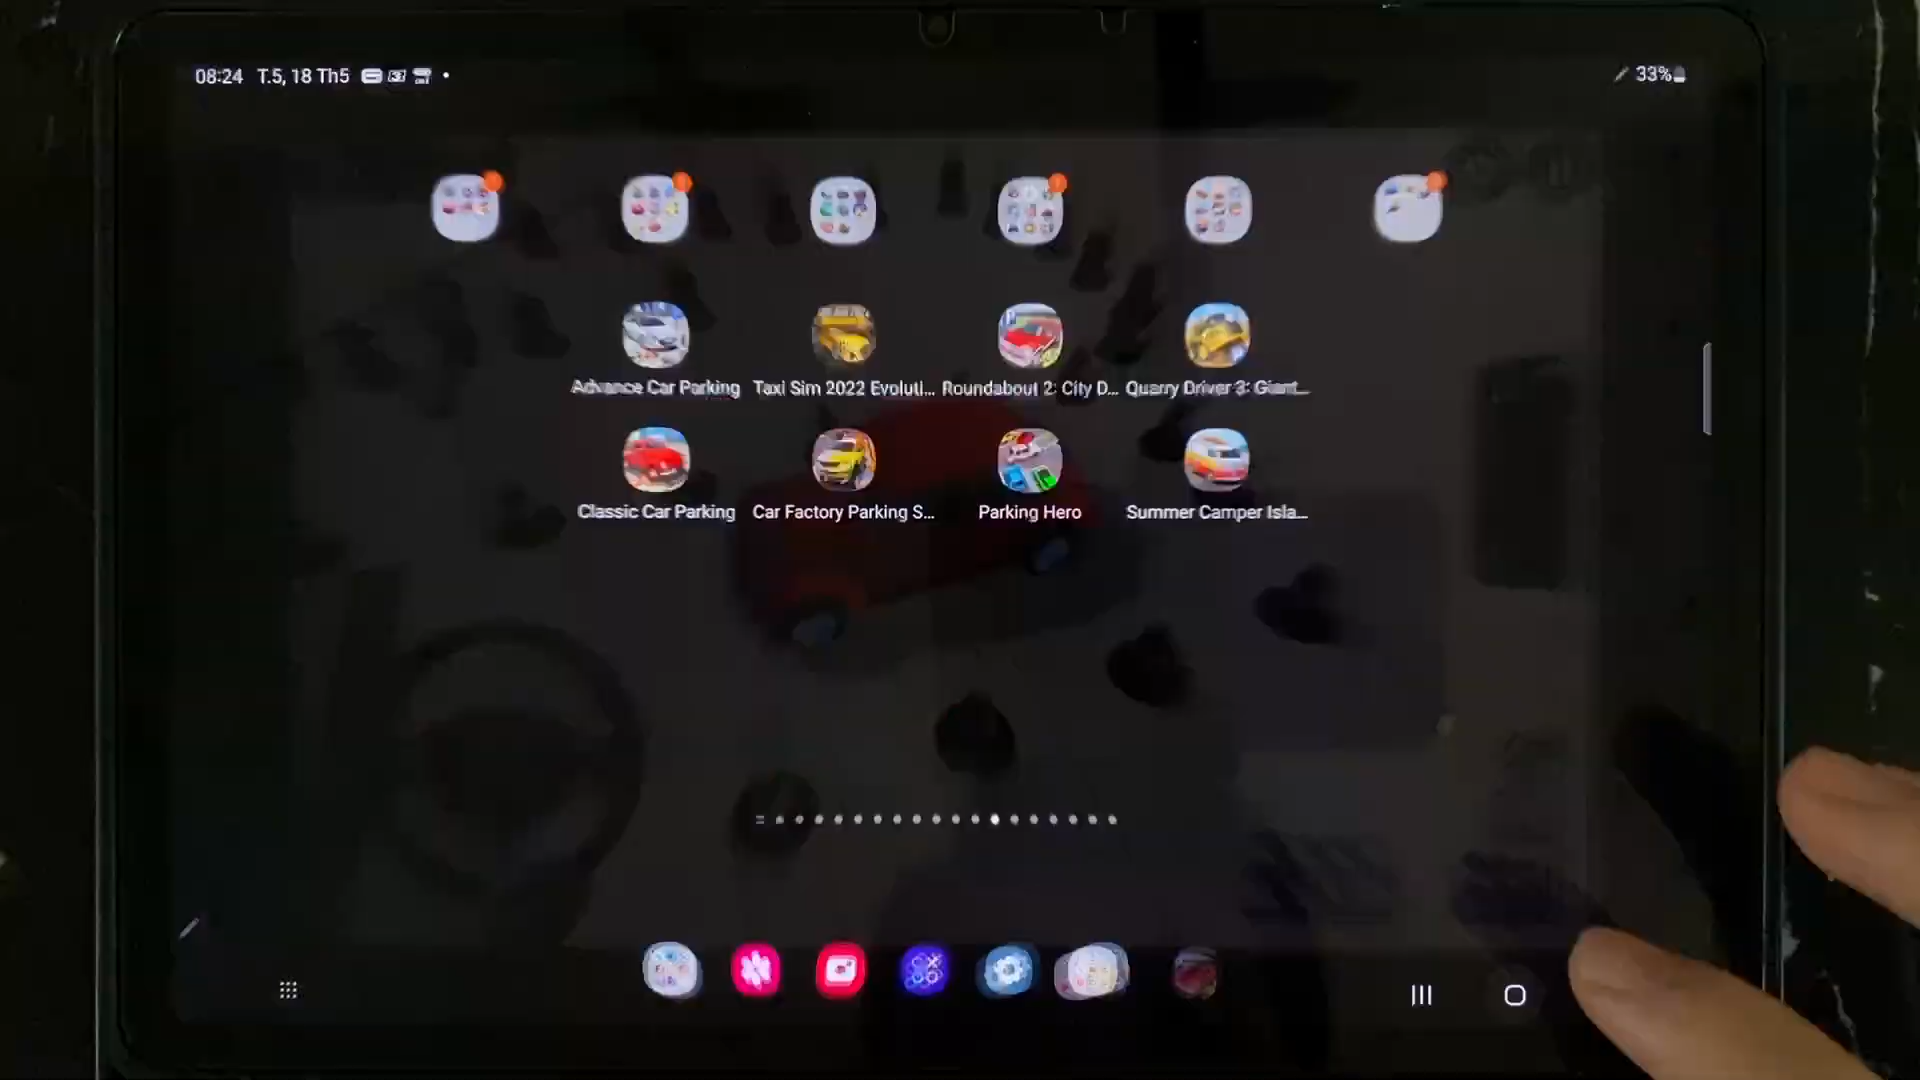 08:24 T.5, 18 Th5
33%
Advance Car Parking
Taxi Sim 2022 Evoluti...
Roundabout 2: City D...
Quarry Driver 3: Giant...
Classic Car Parking
Car Factory Parking S...
Parking Hero
Summer Camper Isla...